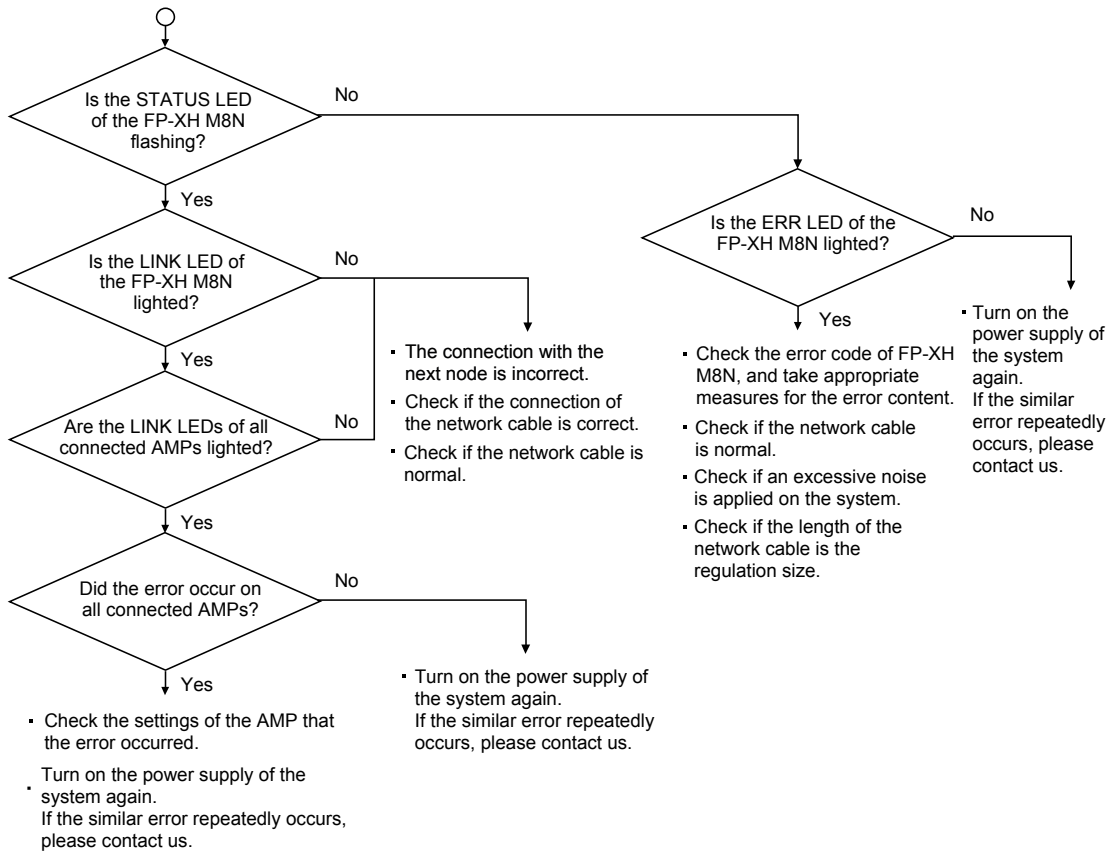 Is the STATUS LED
of the FP-XH M8N
flashing?
No
Yes
Is the ERR LED of the
FP-XH M8N lighted?
No
Yes
Is the LINK LED of
the FP-XH M8N
lighted?
No
Yes
Are the LINK LEDs of all
connected AMPs lighted?
No
Yes
▪ The connection with the
next node is incorrect.
▪ Check if the connection of
the network cable is correct.
▪ Check if the network cable is
normal.
▪ Check the error code of FP-XH
M8N, and take appropriate
measures for the error content.
▪ Check if the network cable
is normal.
▪ Check if an excessive noise
is applied on the system.
▪ Check if the length of the
network cable is the
regulation size.
▪ Turn on the
power supply of
the system
again.
If the similar
error repeatedly
occurs, please
contact us.
Did the error occur on
all connected AMPs?
No
Yes
▪ Turn on the power supply of
the system again.
If the similar error repeatedly
occurs, please contact us.
▪ Check the settings of the AMP that
the error occurred.
▪ Turn on the power supply of the
system again.
If the similar error repeatedly occurs,
please contact us.